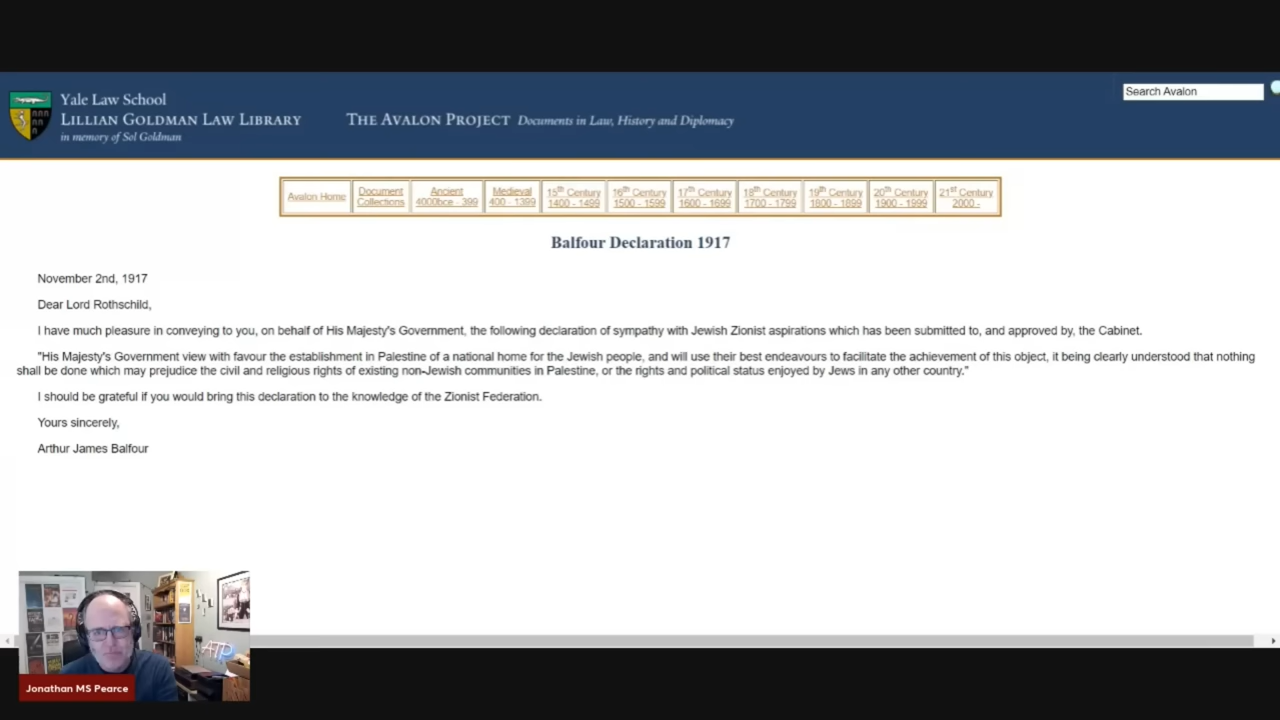 Search Avalon
Yale Law School
LILLIAN GOLDMAN LAW LIBRARY
in memory of Sol Goldman
THE AVALON PROJECT Documents in Law, History and Diplomacy
Avalon Home
Document
Collections
Ancient
4000bce - 399
Medieval
400 - 1399
15th Century
1400 - 1499
16th Century
1500 - 1599
17th Century
1600 - 1699
18th Century
1700 - 1799
19th Century
1800 - 1899
20th Century
1900 - 1999
21st Century
2000 -
Balfour Declaration 1917
November 2nd, 1917
Dear Lord Rothschild,
I have much pleasure in conveying to you, on behalf of His Majesty's Government, the following declaration of sympathy with Jewish Zionist aspirations which has been submitted to, and approved by, the Cabinet.
"His Majesty's Government view with favour the establishment in Palestine of a national home for the Jewish people, and will use their best endeavours to facilitate the achievement of this object, it being clearly understood that nothing
shall be done which may prejudice the civil and religious rights of existing non-Jewish communities in Palestine, or the rights and political status enjoyed by Jews in any other country."
I should be grateful if you would bring this declaration to the knowledge of the Zionist Federation.
Yours sincerely,
Arthur James Balfour
ATP
Jonathan MS Pearce